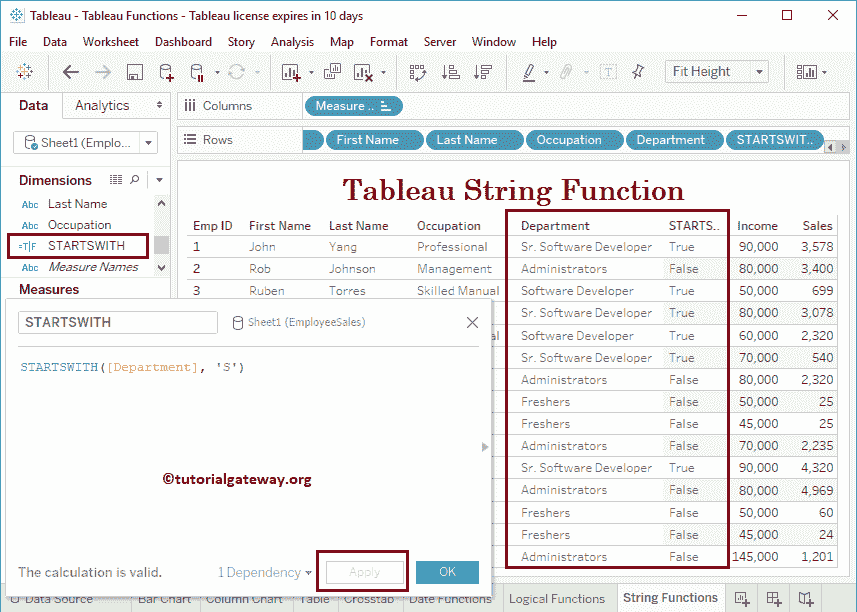 Tableau - Tableau Functions - Tableau license expires in 10 days
File Data Worksheet Dashboard Story Analysis Map Format Server Window Help
Fit Height
Data Analytics
Columns Measure ..
Sheet1 (Emplo...
Rows First Name Last Name Occupation Department STARTSWIT..
Dimensions
Abc Last Name
Abc Occupation
=T|F STARTSWITH
Abc Measure Names
Measures
Tableau String Function
Emp ID First Name Last Name Occupation Department STARTS.. Income Sales
1 John Yang Professional Sr. Software Developer True 90,000 3,578
2 Rob Johnson Management Administrators False 80,000 3,400
3 Ruben Torres Skilled Manual Software Developer True 50,000 699
Sr. Software Developer True 80,000 3,078
Software Developer True 60,000 2,320
Sr. Software Developer True 70,000 540
Administrators False 80,000 2,320
Freshers False 50,000 25
Freshers False 45,000 25
Administrators False 70,000 2,235
Sr. Software Developer True 90,000 4,320
Administrators False 80,000 4,969
Freshers False 50,000 60
Freshers False 45,000 24
Administrators False 145,000 1,201
STARTSWITH Sheet1 (EmployeeSales)
STARTSWITH([Department], 'S')
©tutorialgateway.org
The calculation is valid. 1 Dependency Apply OK
Data Source Bar Chart Column Chart Table Crosstab Date Functions Logical Functions String Functions